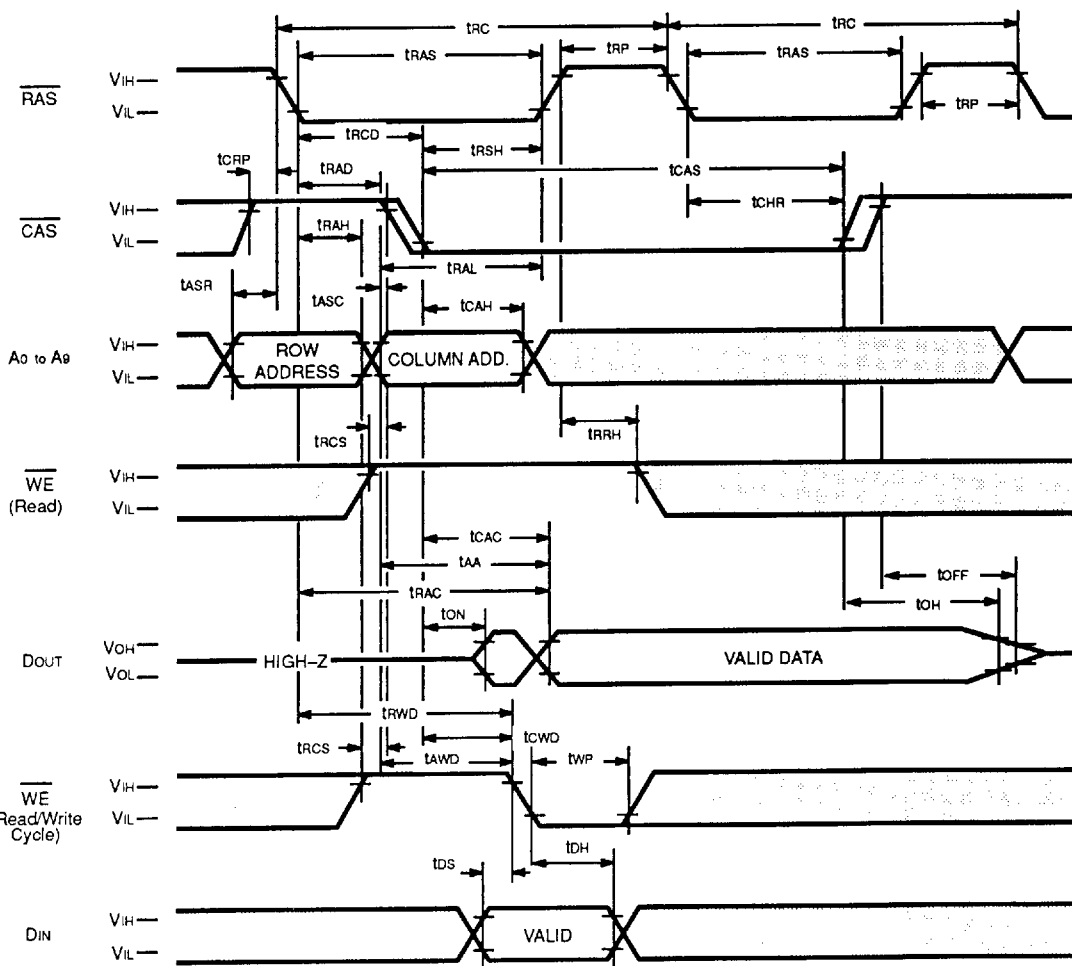 tRC tRC
tRAS tRP tRAS
RAS VIH VIL tRP
tRCD tRSH
tCRP tRAD tCAS
CAS VIH VIL tRAH tCHR
tRAL
tASR tASC tCAH
A0 to A9 VIH VIL ROW ADDRESS COLUMN ADD.
tRCS tRRH
WE (Read) VIH VIL
tCAC
tAA tOFF
tRAC tOH
tON
DOUT VOH VOL HIGH–Z VALID DATA
tRWD
tRCS tCWD tWP
tAWD
WE Read/Write Cycle) VIH VIL
tDS tDH
DIN VIH VIL VALID